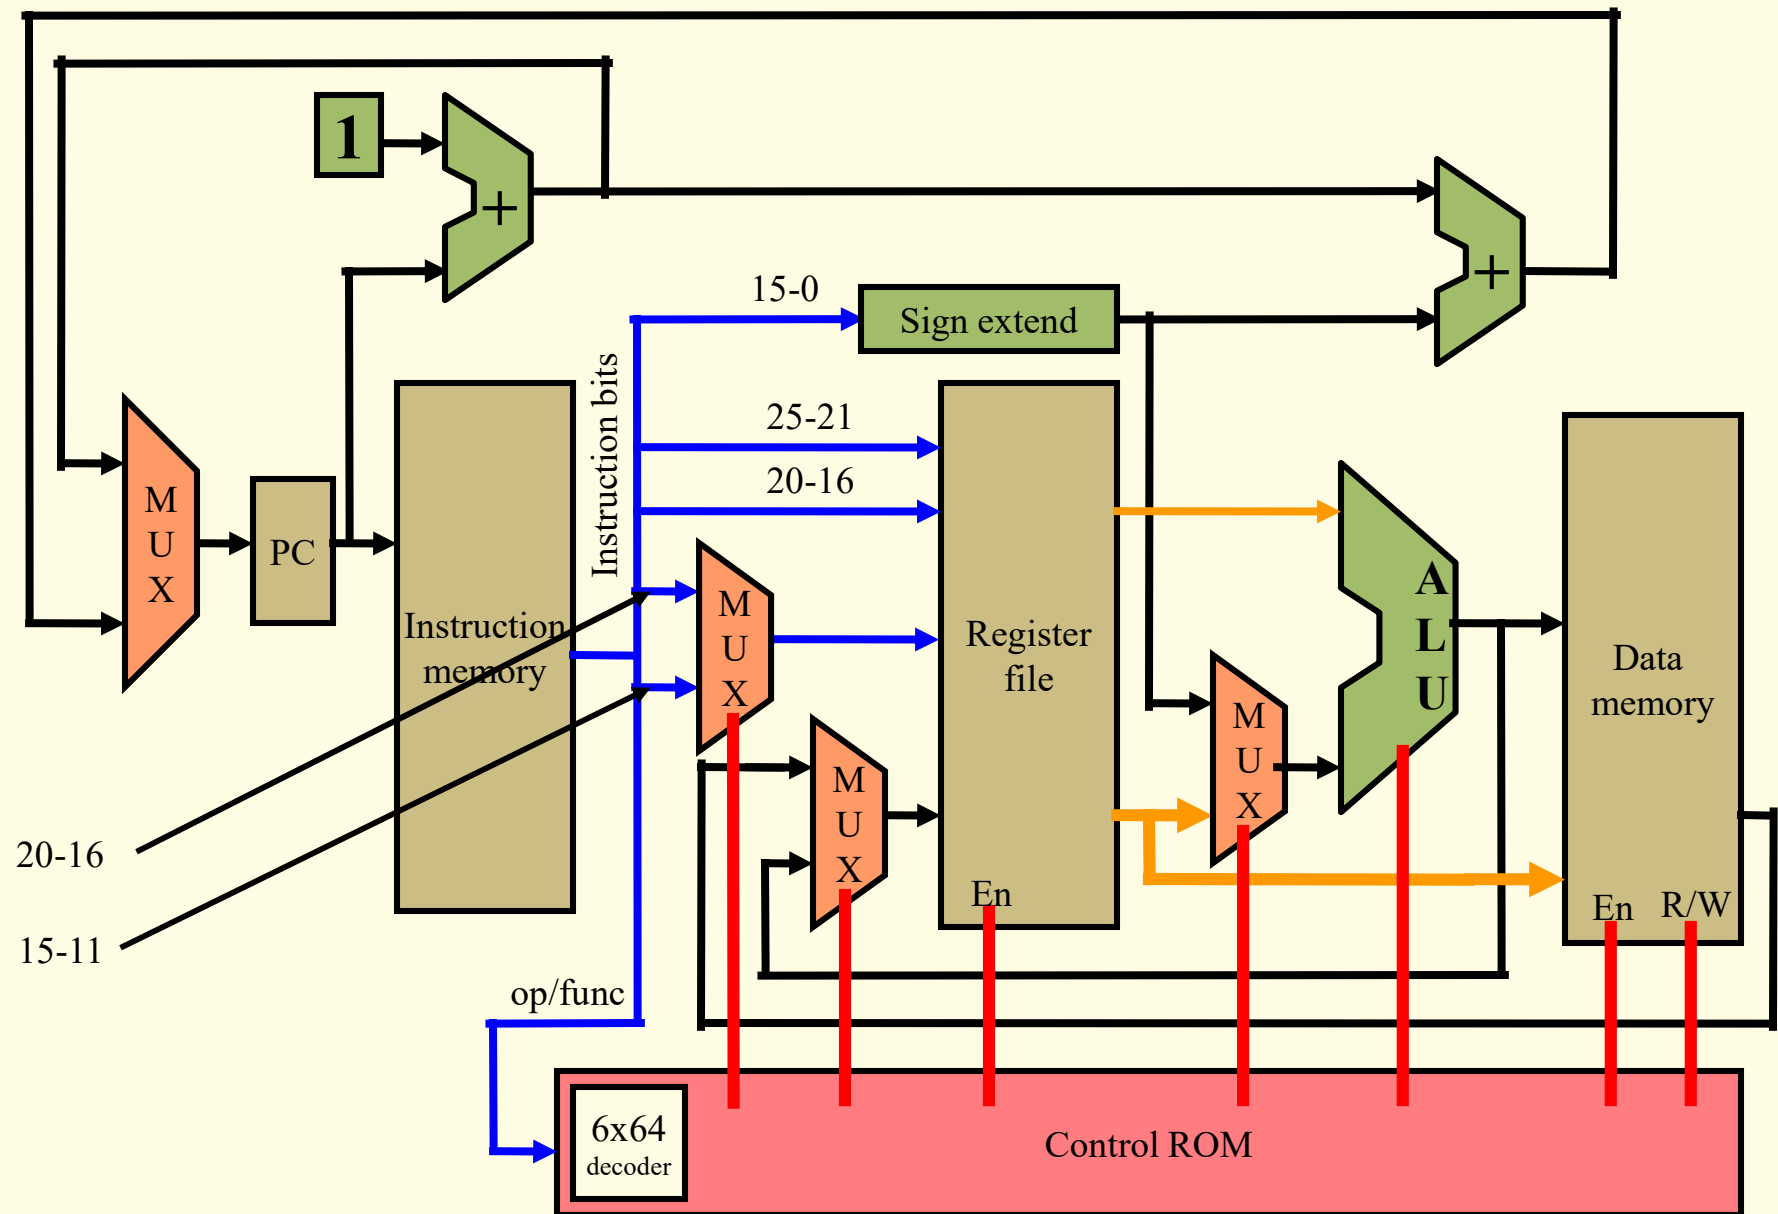 1
+
+
15-0
Sign extend
Instruction bits
25-21
20-16
M
U
X
PC
Instruction
memory
M
U
X
Register
file
En
M
U
X
M
U
X
A
L
U
Data
memory
En R/W
20-16
15-11
op/func
6x64
decoder
Control ROM